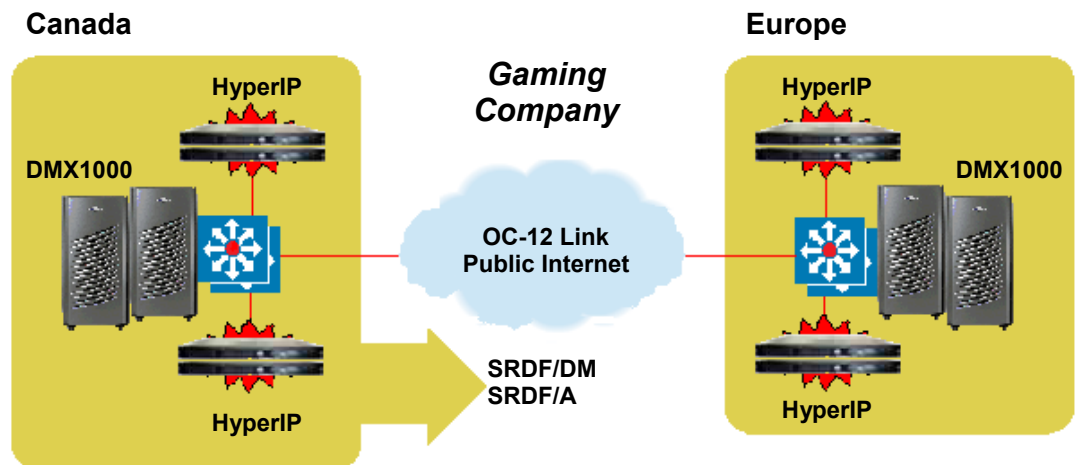 Canada
Europe
Gaming
Company
HyperIP
HyperIP
DMX1000
DMX1000
OC-12 Link
Public Internet
SRDF/DM
SRDF/A
HyperIP
HyperIP